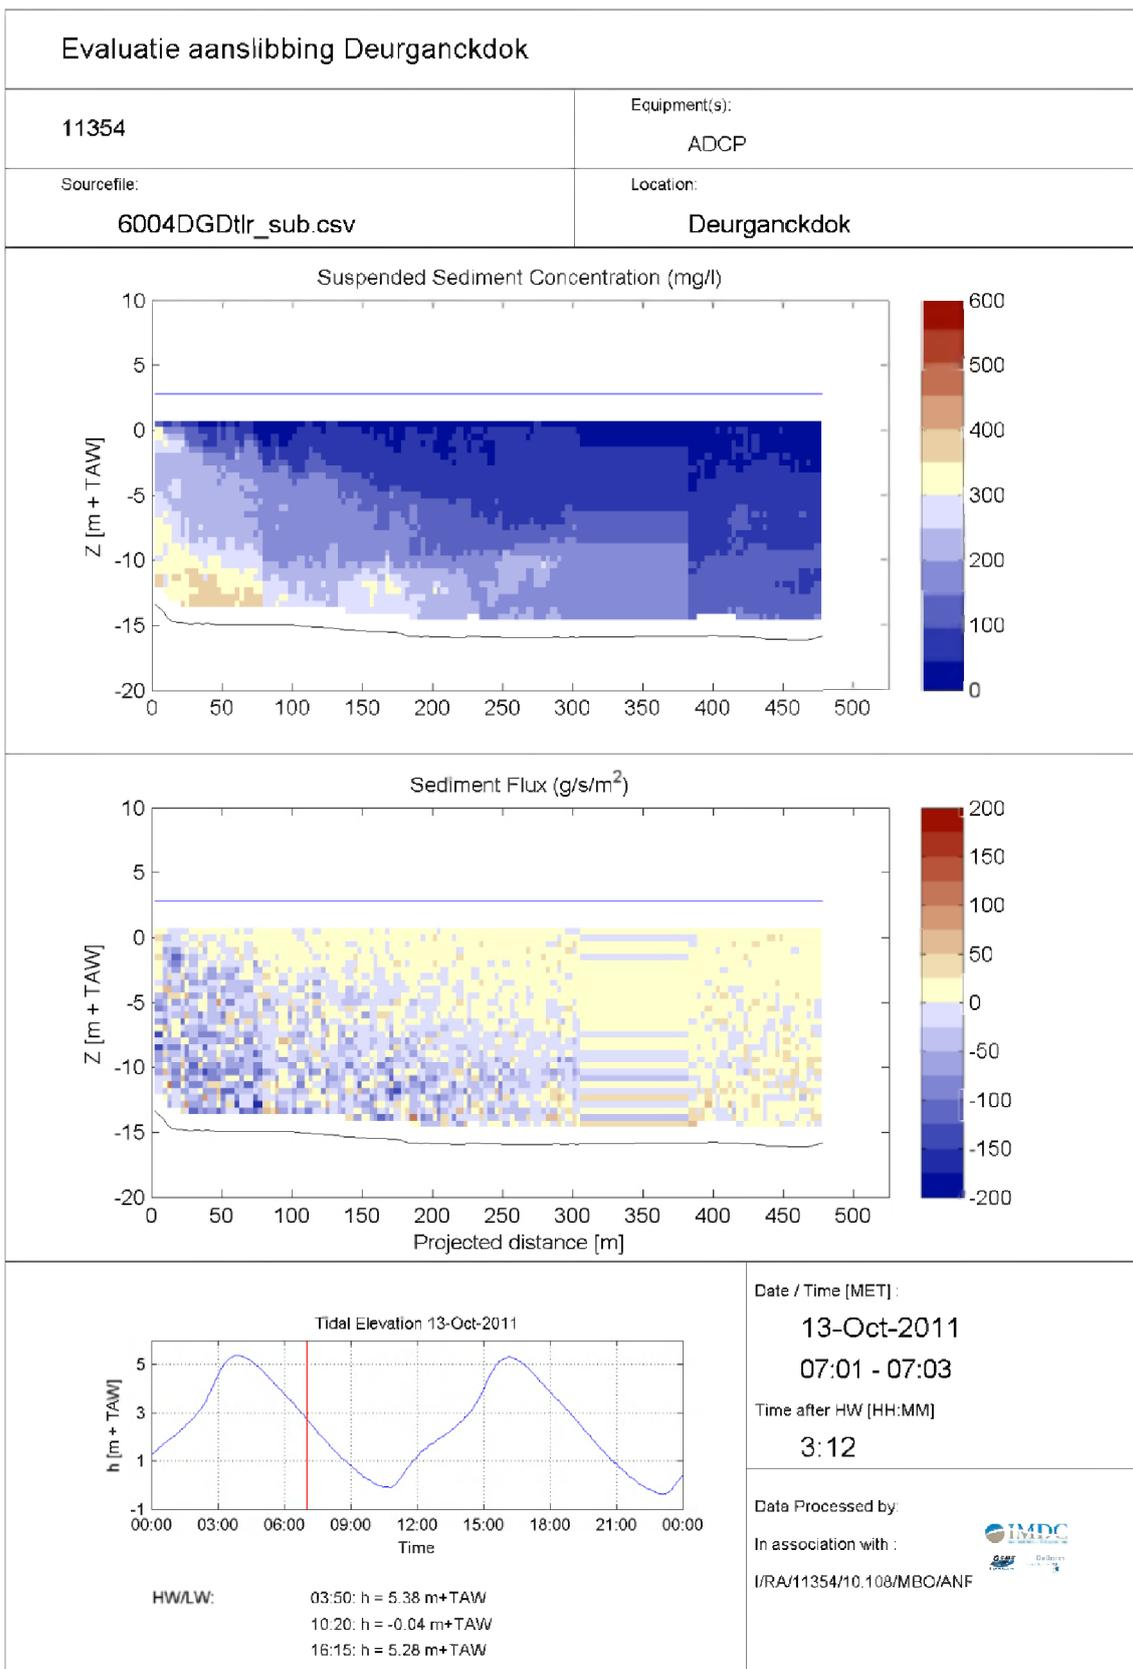 Evaluatie aanslibbing Deurganckdok
11354
Equipment(s):
ADCP
Sourcefile:
6004DGDtlr_sub.csv
Location:
Deurganckdok
Suspended Sediment Concentration (mg/l)
10
5
0
-5
-10
-15
-20
Z [m + TAW]
0 50 100 150 200 250 300 350 400 450 500
600
500
400
300
200
100
0
Sediment Flux (g/s/m²)
10
5
0
-5
-10
-15
-20
Z [m + TAW]
0 50 100 150 200 250 300 350 400 450 500
Projected distance [m]
200
150
100
50
0
-50
-100
-150
-200
Tidal Elevation 13-Oct-2011
5
3
1
-1
h [m + TAW]
00:00 03:00 06:00 09:00 12:00 15:00 18:00 21:00 00:00
Time
HW/LW:
03:50: h = 5.38 m+TAW
10:20: h = -0.04 m+TAW
16:15: h = 5.28 m+TAW
Date / Time [MET] :
13-Oct-2011
07:01 - 07:03
Time after HW [HH:MM]
3:12
Data Processed by:
IMDC
In association with :
I/RA/11354/10.108/MBO/ANF